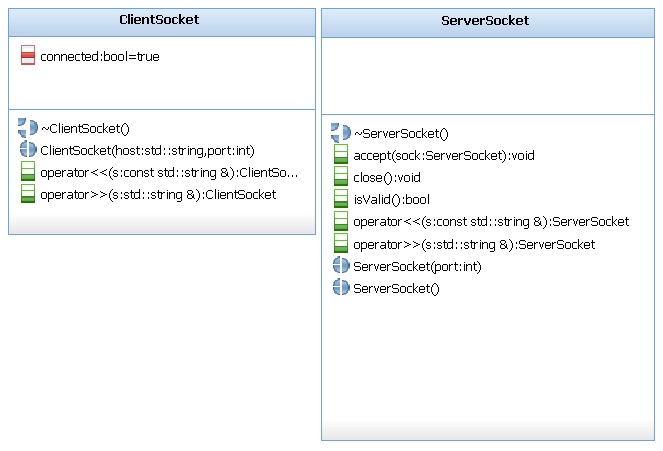 ClientSocket
connected:bool=true
~ClientSocket()
ClientSocket(host:std::string,port:int)
operator<<(s:const std::string &):ClientSo...
operator>>(s:std::string &):ClientSocket
ServerSocket
~ServerSocket()
accept(sock:ServerSocket):void
close():void
isValid():bool
operator<<(s:const std::string &):ServerSocket
operator>>(s:std::string &):ServerSocket
ServerSocket(port:int)
ServerSocket()